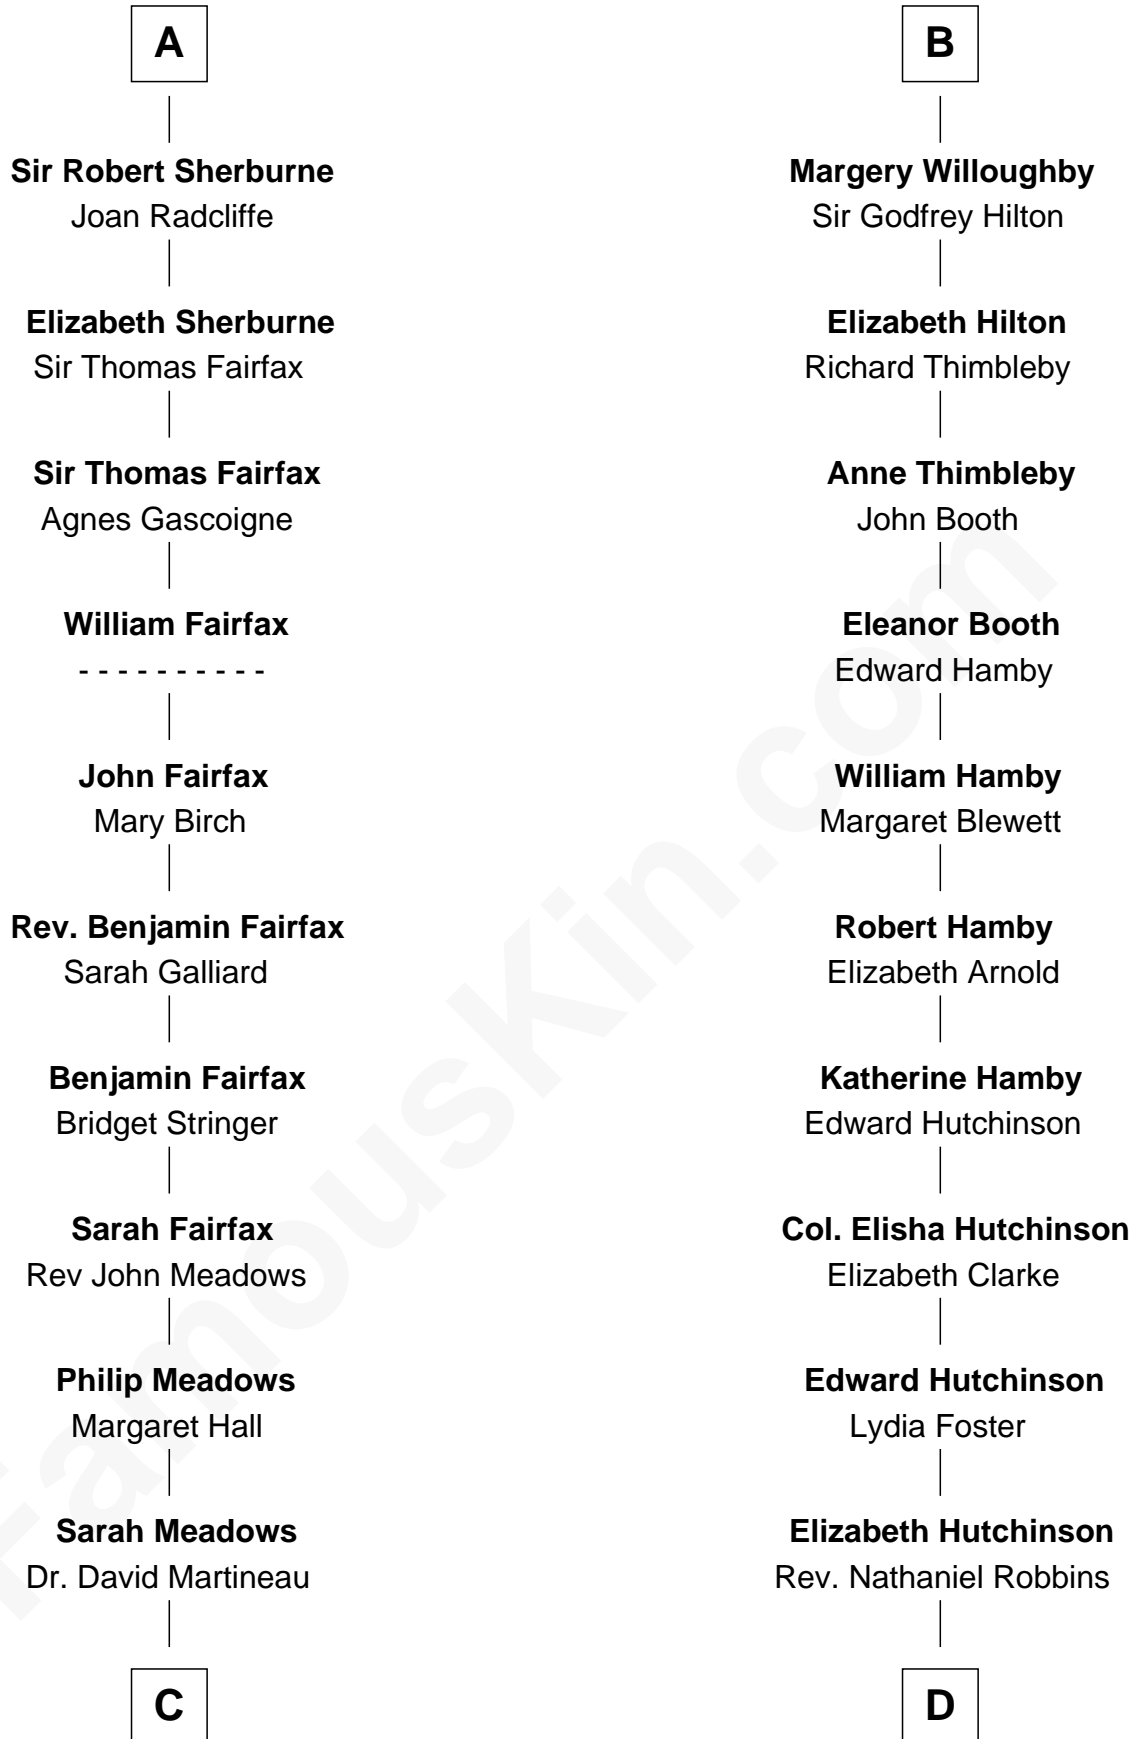 A
Sir Robert Sherburne
Joan Radcliffe
Elizabeth Sherburne
Sir Thomas Fairfax
Sir Thomas Fairfax
Agnes Gascoigne
William Fairfax
- - - - - - - - - -
John Fairfax
Mary Birch
Rev. Benjamin Fairfax
Sarah Galliard
Benjamin Fairfax
Bridget Stringer
Sarah Fairfax
Rev John Meadows
Philip Meadows
Margaret Hall
Sarah Meadows
Dr. David Martineau
C
B
Margery Willoughby
Sir Godfrey Hilton
Elizabeth Hilton
Richard Thimbleby
Anne Thimbleby
John Booth
Eleanor Booth
Edward Hamby
William Hamby
Margaret Blewett
Robert Hamby
Elizabeth Arnold
Katherine Hamby
Edward Hutchinson
Col. Elisha Hutchinson
Elizabeth Clarke
Edward Hutchinson
Lydia Foster
Elizabeth Hutchinson
Rev. Nathaniel Robbins
D
FamousKin.com